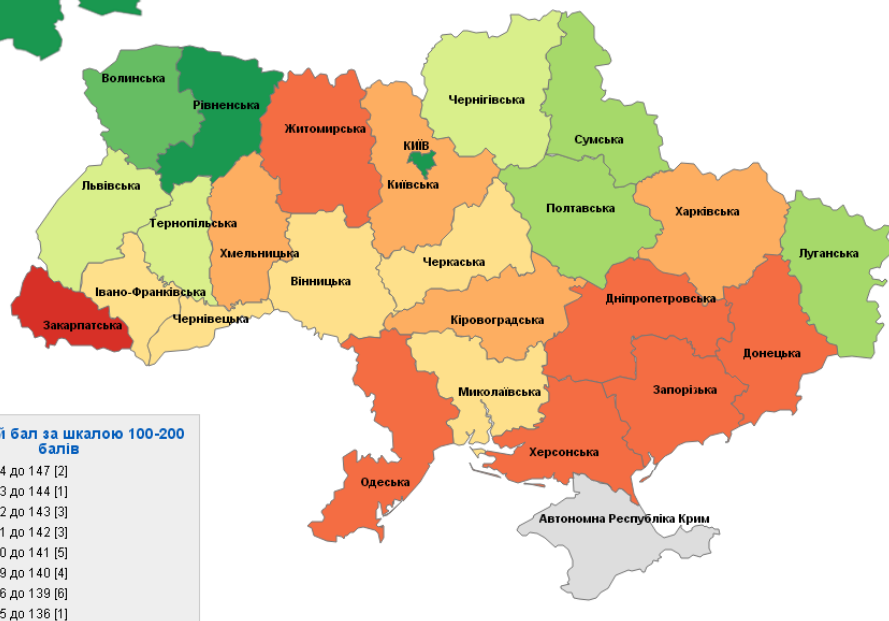 Волинська
Рівненська
Житомирська
КИЇВ
Київська
Чернігівська
Сумська
Львівська
Тернопільська
Хмельницька
Полтавська
Харківська
Луганська
Івано-Франківська
Вінницька
Черкаська
Закарпатська
Чернівецька
Кіровоградська
Дніпропетровська
Донецька
Миколаївська
Запорізька
Херсонська
Одеська
Автономна Республіка Крим
й бал за шкалою 100-200
балів
4 до 147 [2]
3 до 144 [1]
2 до 143 [3]
1 до 142 [3]
0 до 141 [5]
9 до 140 [4]
6 до 139 [6]
5 до 136 [1]